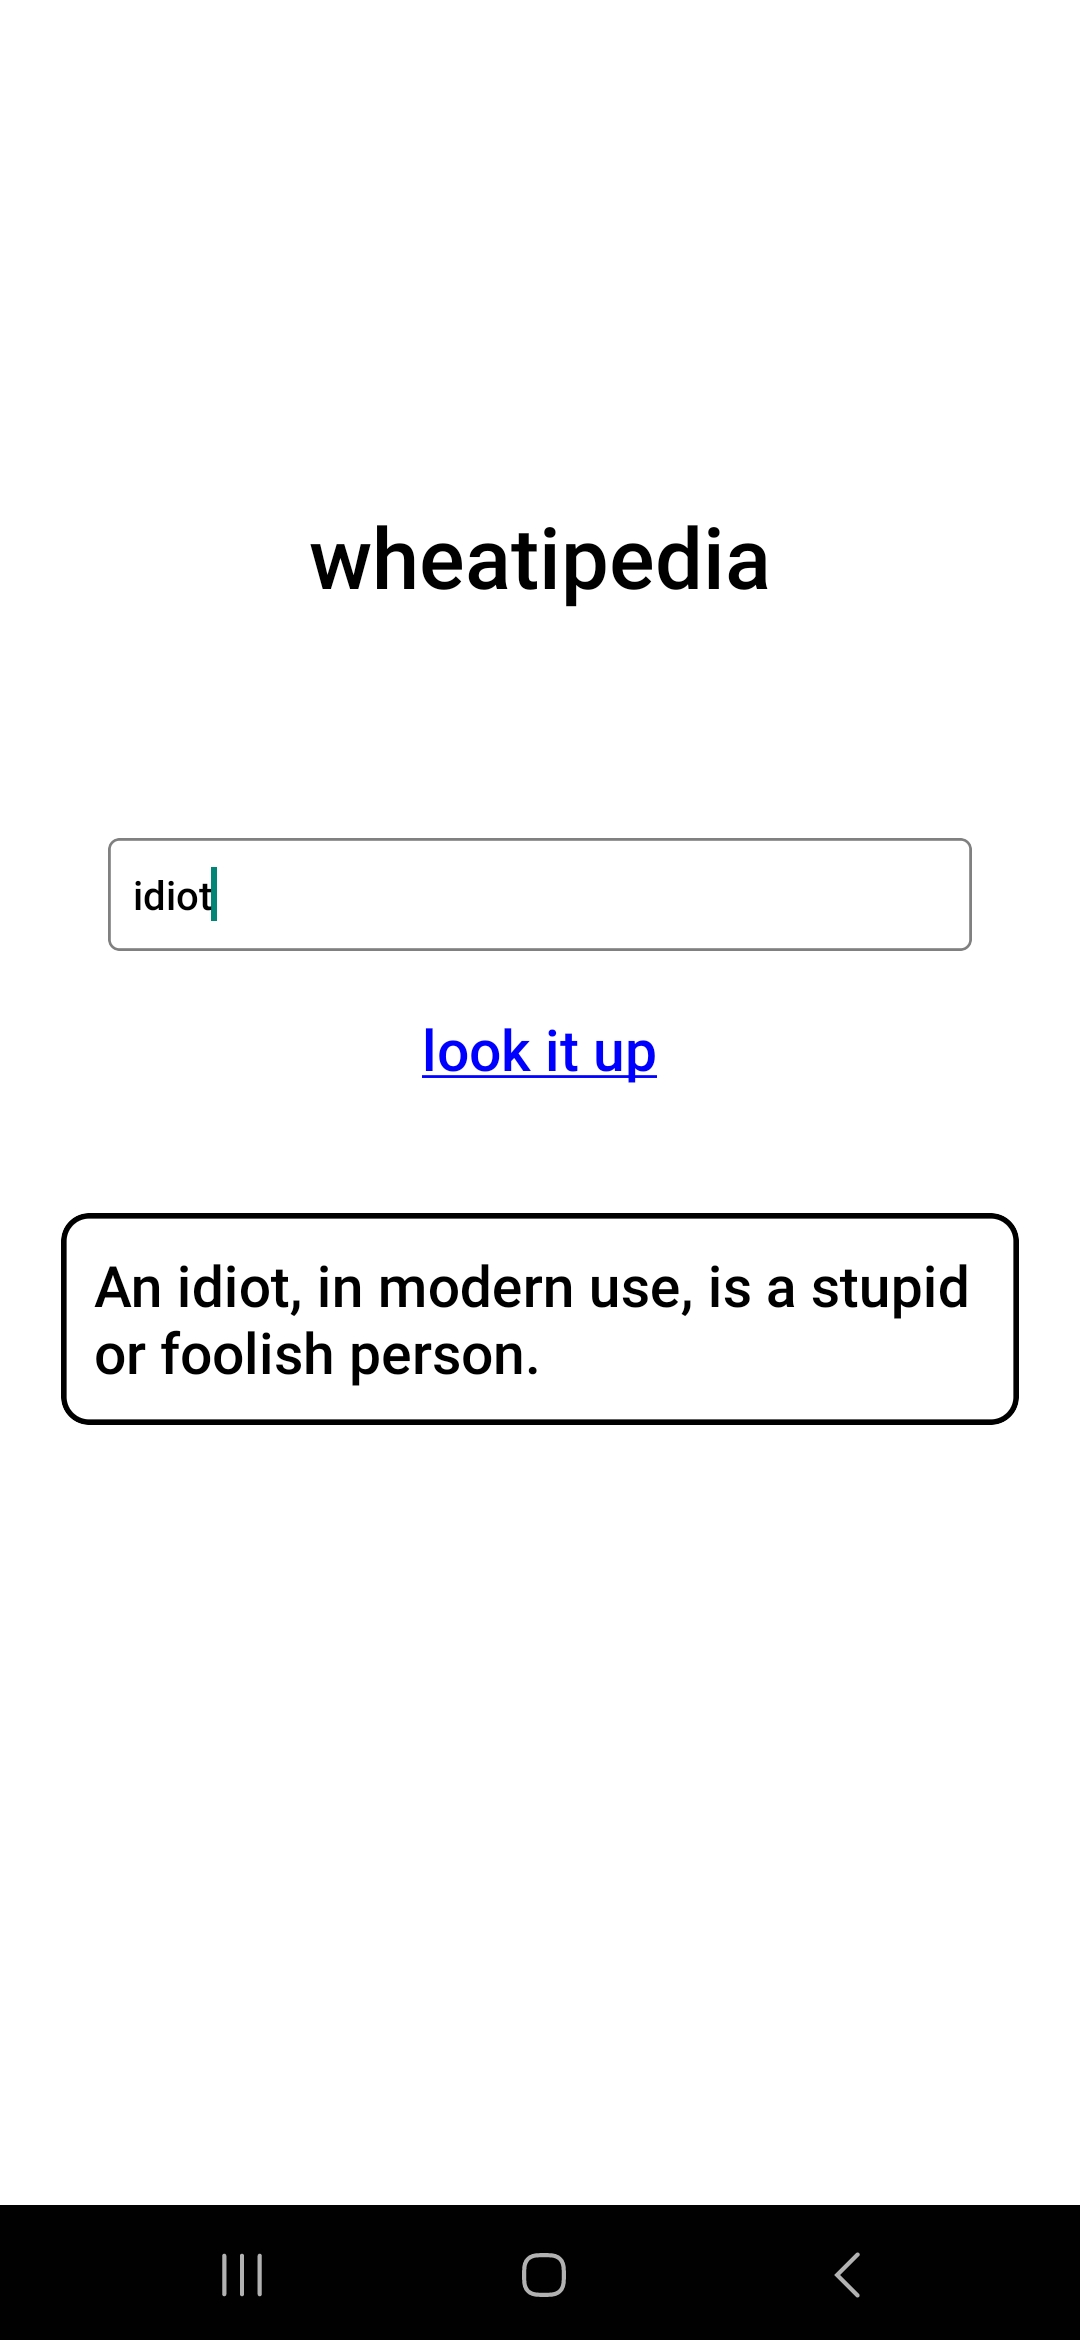 wheatipedia
idiot
look it up
An idiot, in modern use, is a stupid
or foolish person.